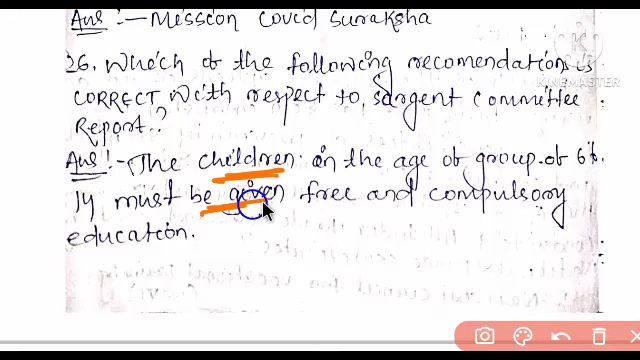 Ans :- Mission Covid Suraksha
26. Which of the following recomendation is
CORRECT with respect to sargent Committee
Report?
Ans :- The children in the age of group of 6 to
14 must be given free and compulsory
education.
KINEMASTER